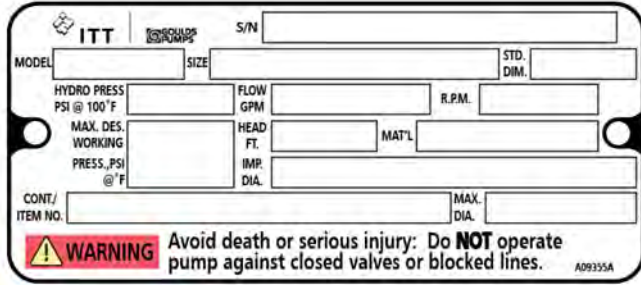 ITT GOULDS PUMPS S/N
MODEL SIZE STD. DIM.
HYDRO PRESS PSI @ 100°F FLOW GPM R.P.M.
MAX. DES. WORKING HEAD FT. MAT'L
PRESS.,PSI @°F IMP. DIA.
CONT./ ITEM NO. MAX. DIA.
WARNING
Avoid death or serious injury: Do NOT operate
pump against closed valves or blocked lines.
A09355A